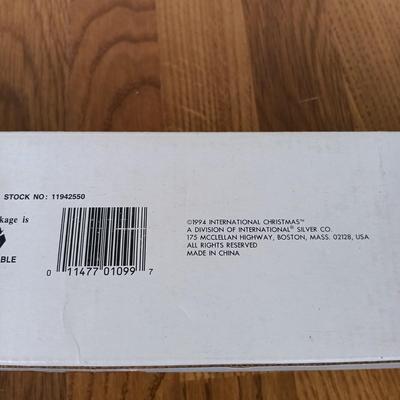 STOCK NO: 11942550
kage is
ABLE
0 11477 01099 7
©1994 INTERNATIONAL CHRISTMAS™
A DIVISION OF INTERNATIONAL® SILVER CO.
175 MCCLELLAN HIGHWAY, BOSTON, MASS. 02128, USA
ALL RIGHTS RESERVED
MADE IN CHINA